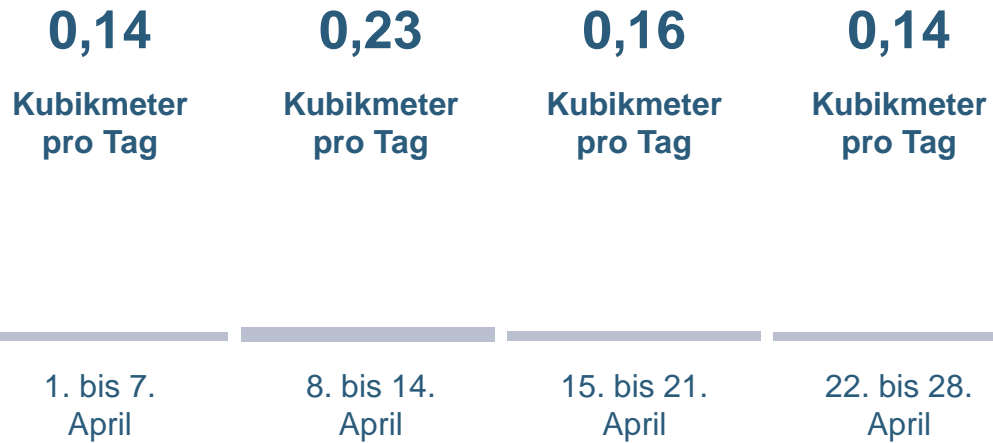 0,14
Kubikmeter
pro Tag
0,23
Kubikmeter
pro Tag
0,16
Kubikmeter
pro Tag
0,14
Kubikmeter
pro Tag
1. bis 7.
April
8. bis 14.
April
15. bis 21.
April
22. bis 28.
April